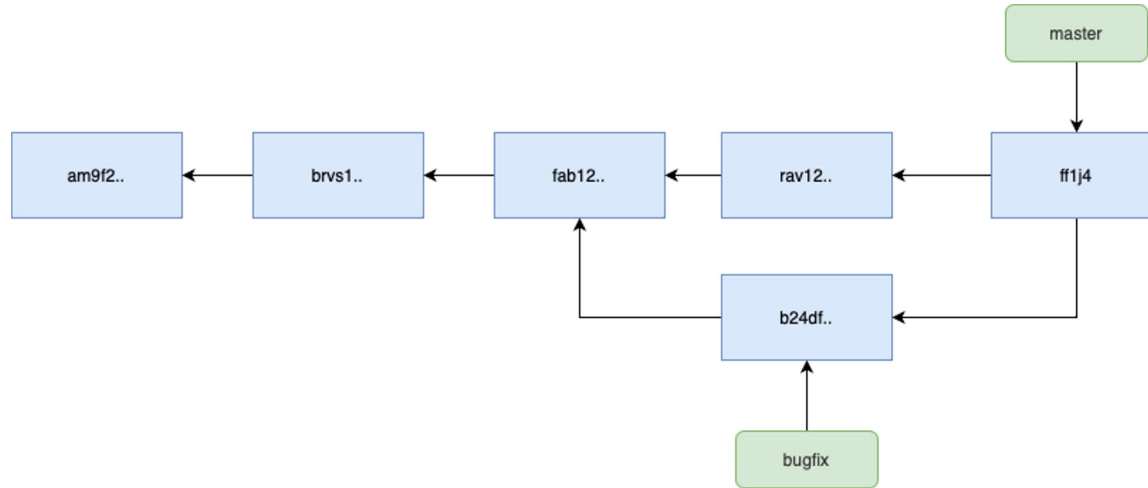 master
am9f2..
brvs1..
fab12..
rav12..
ff1j4
b24df..
bugfix